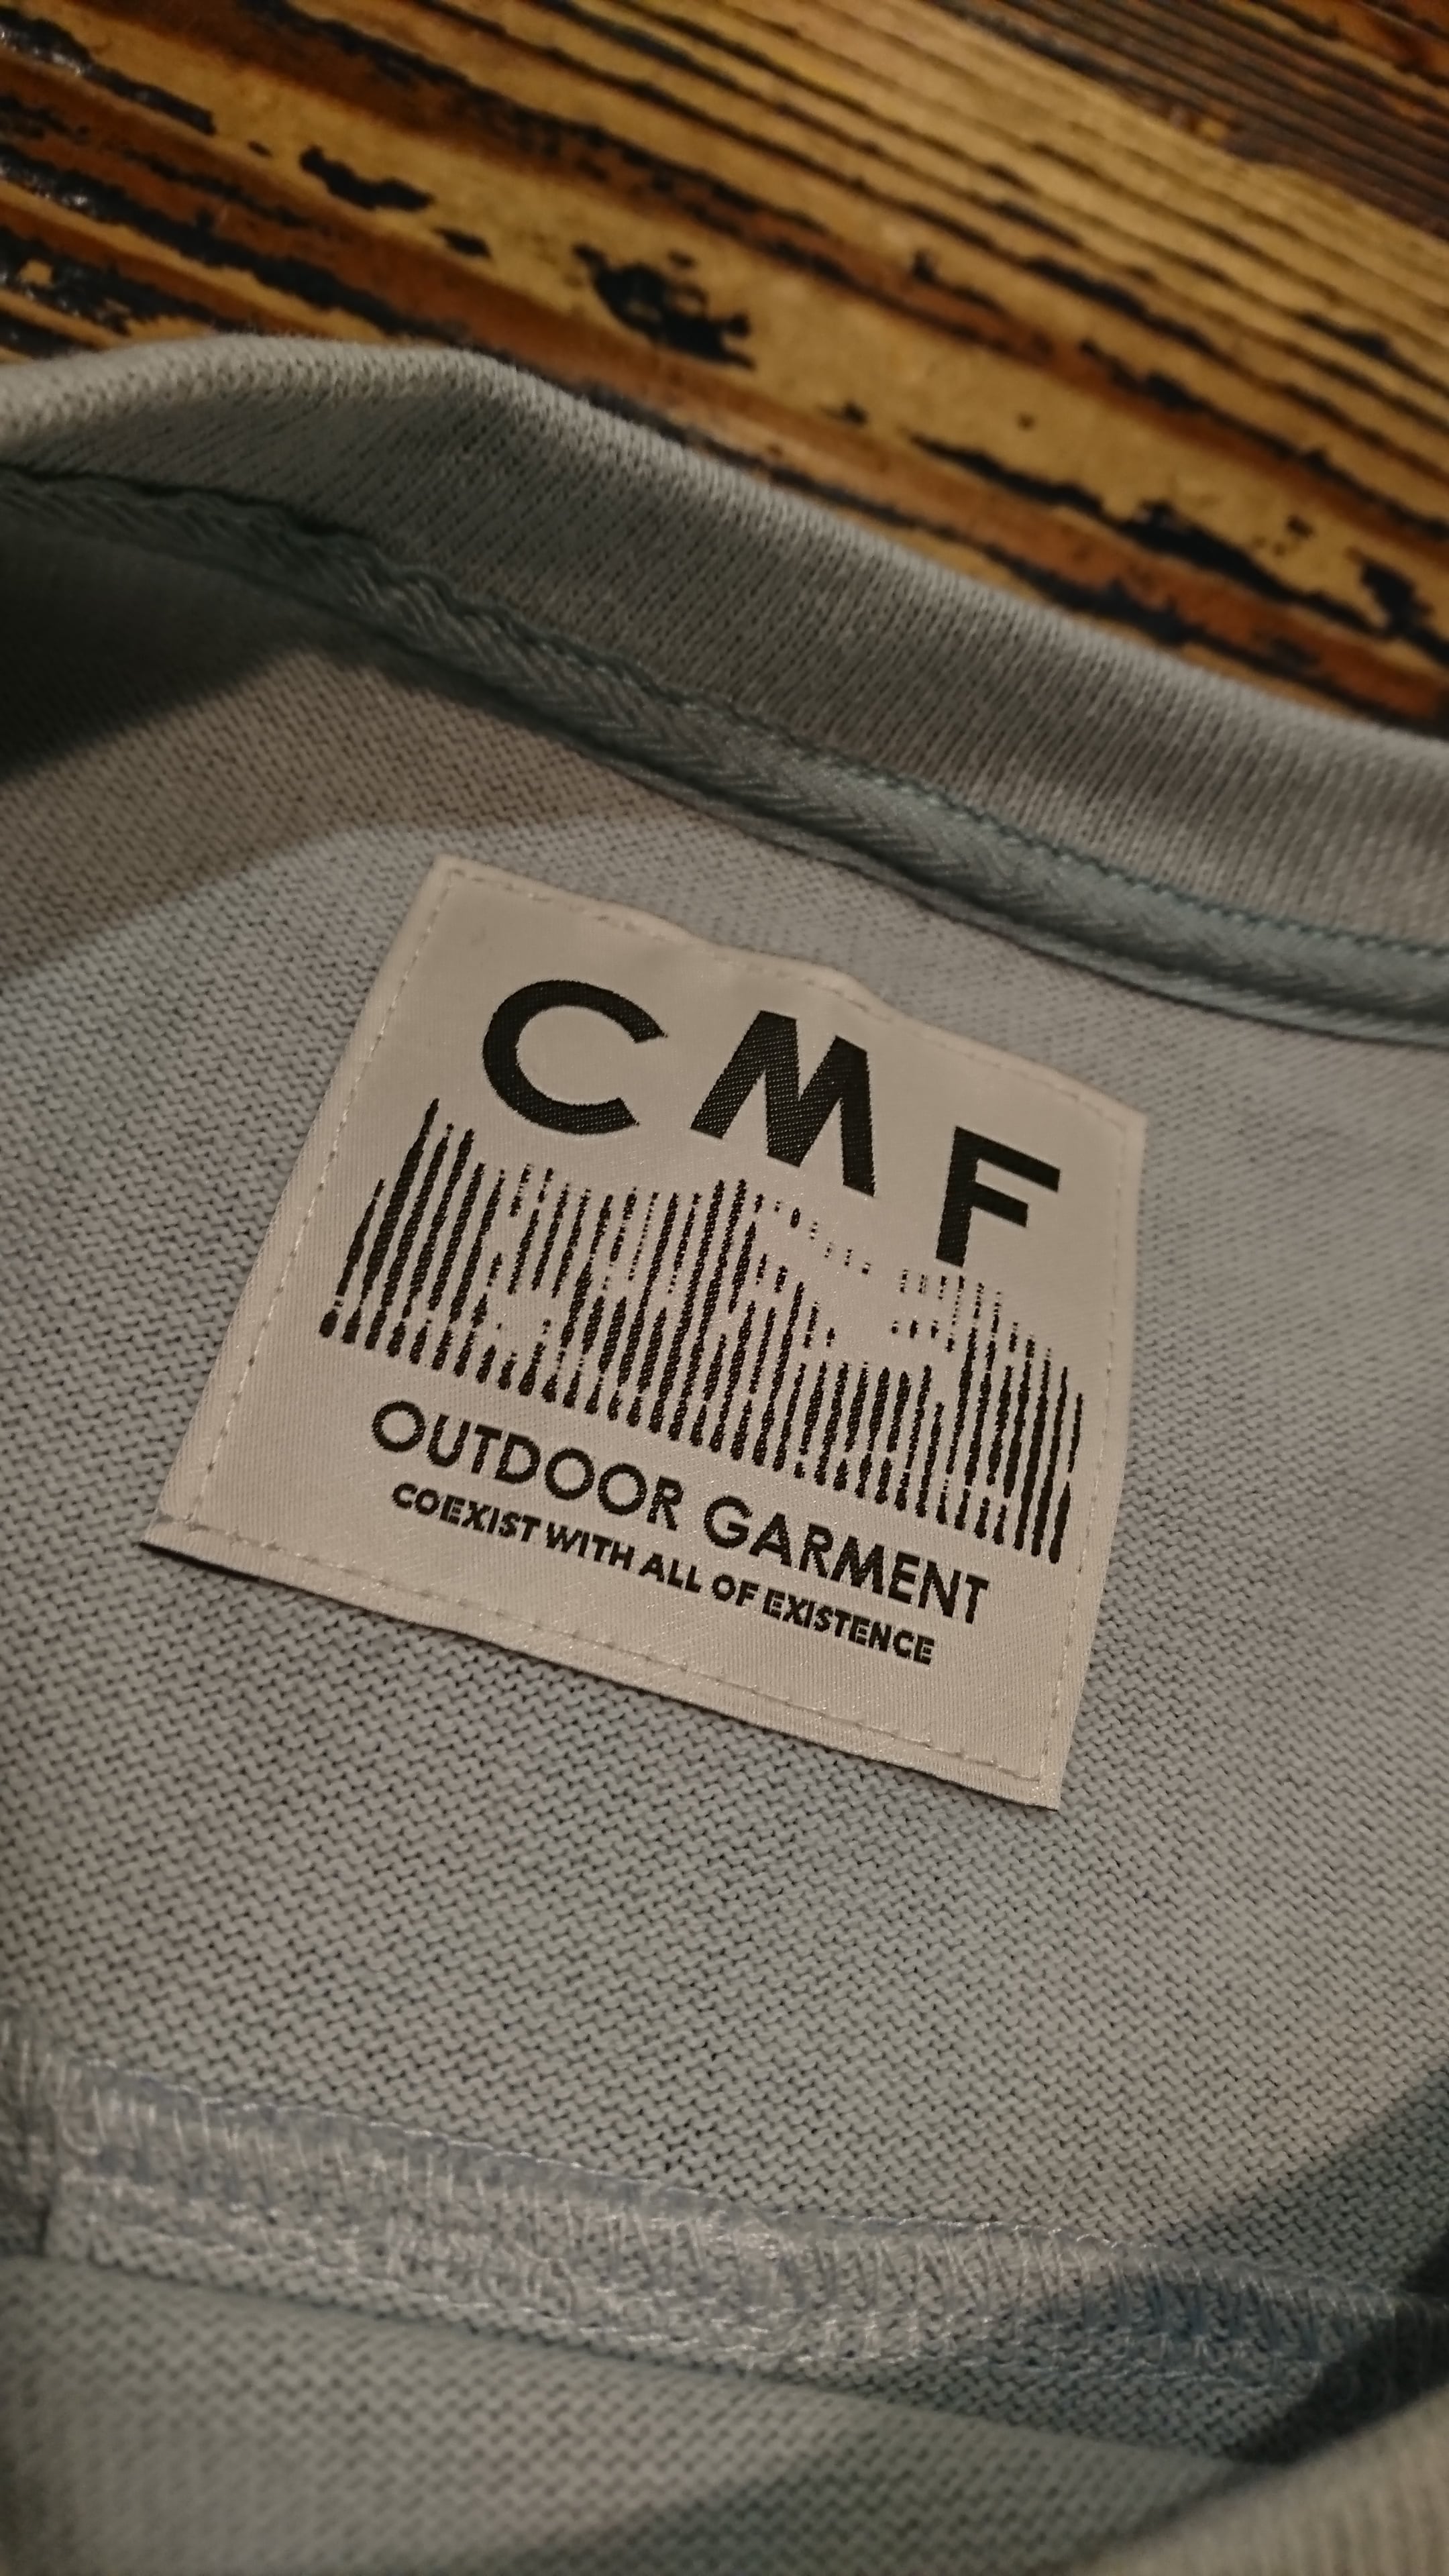 CMF
OUTDOOR GARMENT
COEXIST WITH ALL OF EXISTENCE